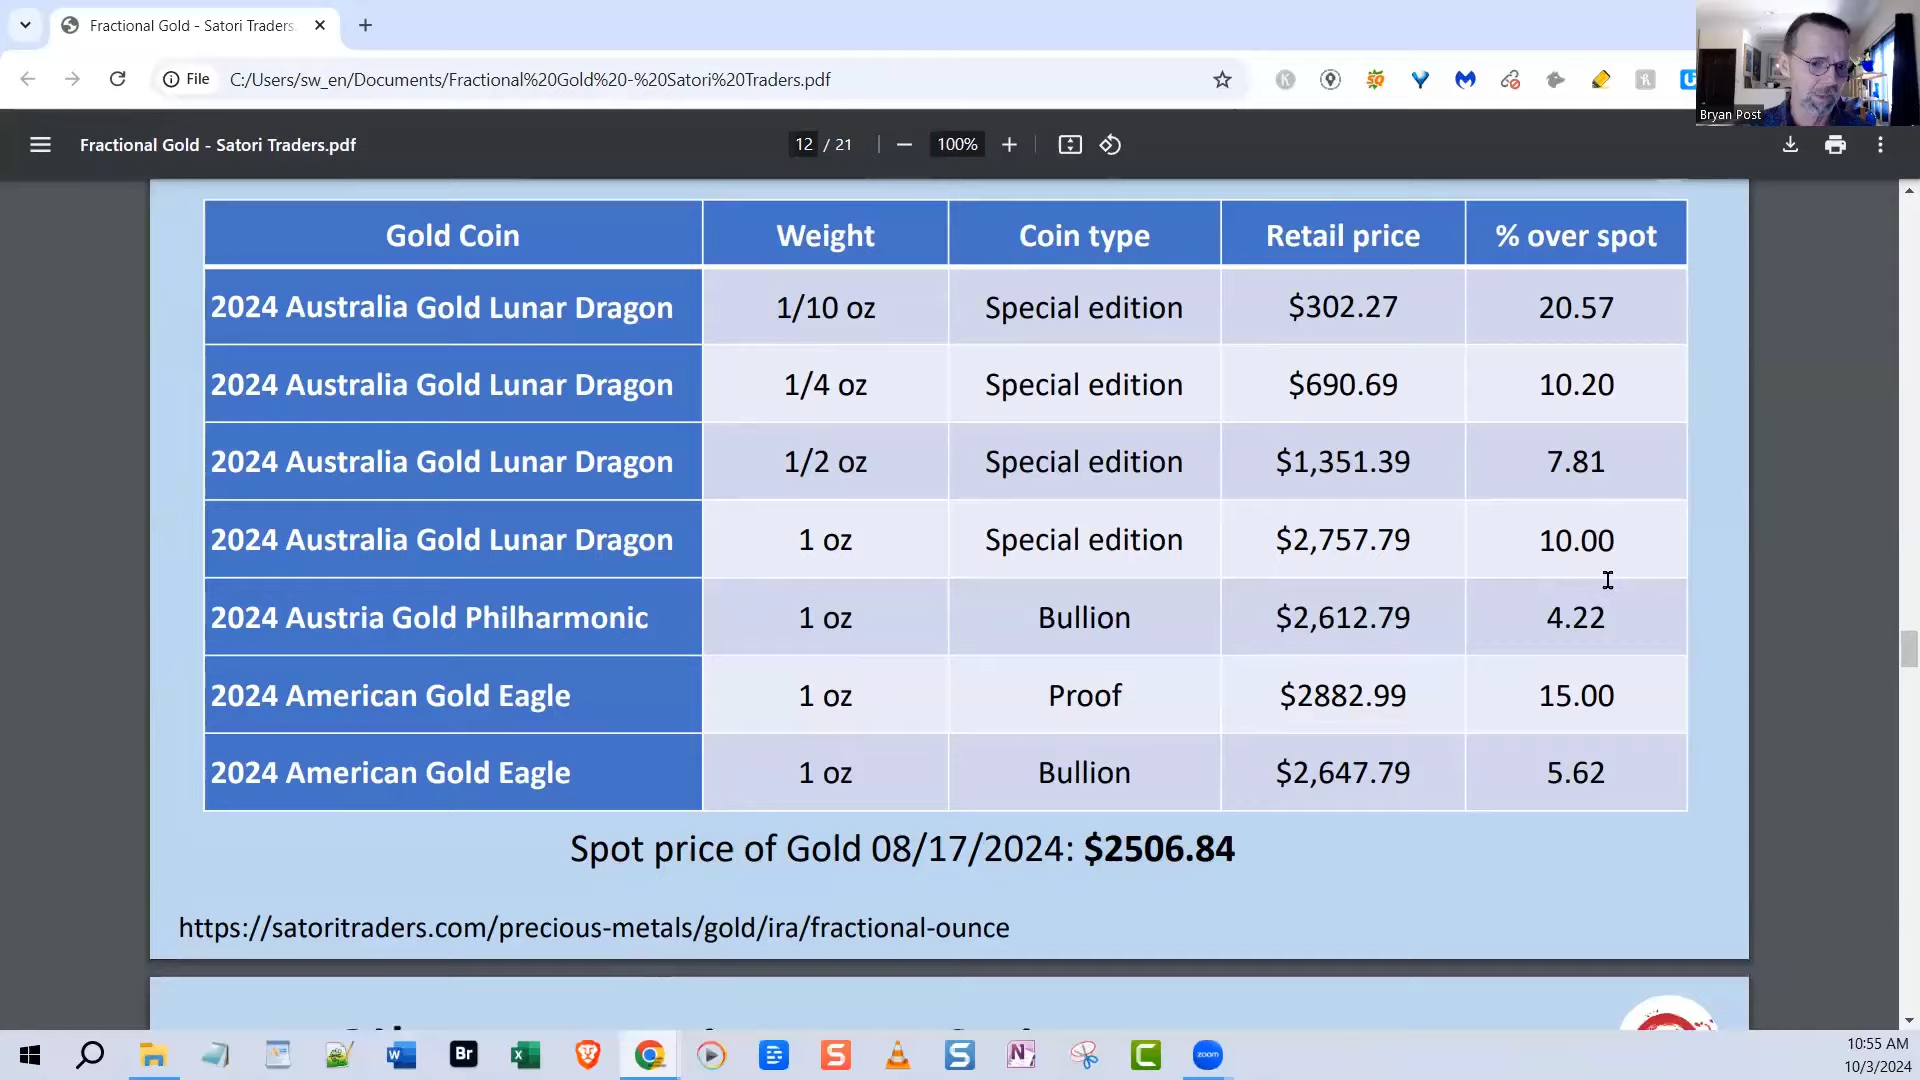 Fractional Gold - Satori Traders.
File
C:/Users/sw_en/Documents/Fractional%20Gold%20-%20Satori%20Traders.pdf
Bryan Post
Fractional Gold - Satori Traders.pdf
12 / 21
100%
Gold Coin Weight Coin type Retail price % over spot
2024 Australia Gold Lunar Dragon 1/10 oz Special edition $302.27 20.57
2024 Australia Gold Lunar Dragon 1/4 oz Special edition $690.69 10.20
2024 Australia Gold Lunar Dragon 1/2 oz Special edition $1,351.39 7.81
2024 Australia Gold Lunar Dragon 1 oz Special edition $2,757.79 10.00
2024 Austria Gold Philharmonic 1 oz Bullion $2,612.79 4.22
2024 American Gold Eagle 1 oz Proof $2882.99 15.00
2024 American Gold Eagle 1 oz Bullion $2,647.79 5.62
Spot price of Gold 08/17/2024: $2506.84
https://satoritraders.com/precious-metals/gold/ira/fractional-ounce
Br
zoom
10:55 AM
10/3/2024